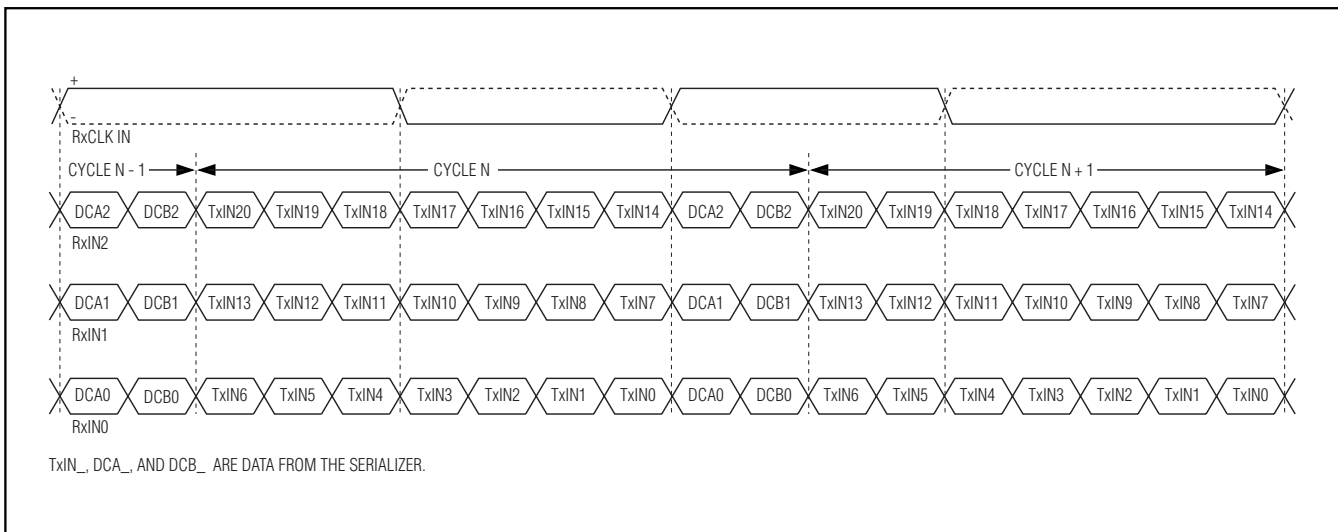 +
-
RxCLK IN
CYCLE N - 1 CYCLE N CYCLE N + 1
DCA2 DCB2 TxIN20 TxIN19 TxIN18 TxIN17 TxIN16 TxIN15 TxIN14 DCA2 DCB2 TxIN20 TxIN19 TxIN18 TxIN17 TxIN16 TxIN15 TxIN14
RxIN2
DCA1 DCB1 TxIN13 TxIN12 TxIN11 TxIN10 TxIN9 TxIN8 TxIN7 DCA1 DCB1 TxIN13 TxIN12 TxIN11 TxIN10 TxIN9 TxIN8 TxIN7
RxIN1
DCA0 DCB0 TxIN6 TxIN5 TxIN4 TxIN3 TxIN2 TxIN1 TxIN0 DCA0 DCB0 TxIN6 TxIN5 TxIN4 TxIN3 TxIN2 TxIN1 TxIN0
RxIN0
TxIN_, DCA_, AND DCB_ ARE DATA FROM THE SERIALIZER.